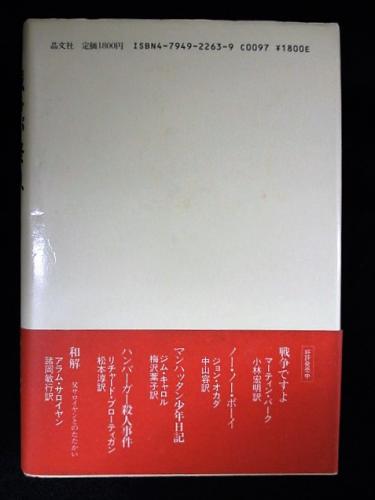 晶文社 定価1800円 ISBN4-7949-2263-9 C0097 ¥1800E
好評発売中
戦争ですよ
マーティン・パーク
小林宏明訳
ノー・ノー・ボーイ
ジョン・オカダ
中山容訳
マンハッタン少年日記
ジム・キャロル
梅沢葉子訳
ハンバーガー殺人事件
リチャード・ブローティガン
松本淳訳
和解 父サロイヤンとのたたかい
アラム・サロイヤン
諸岡敏行訳